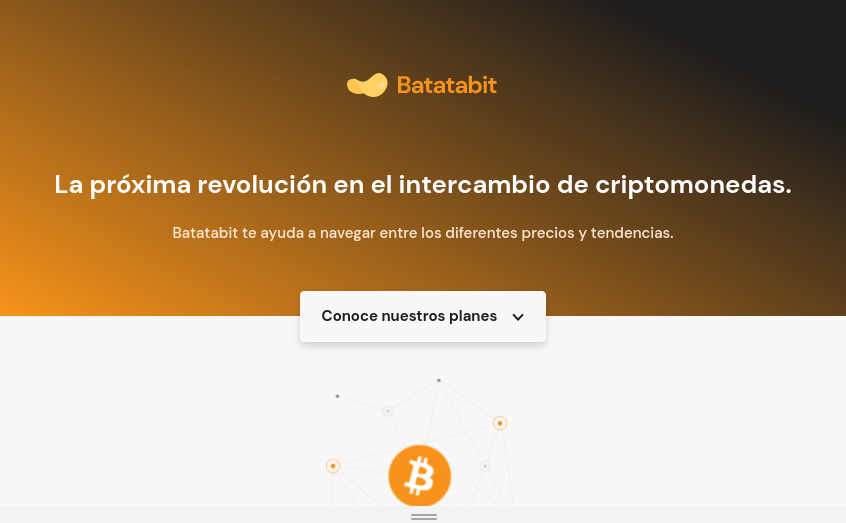 Batatabit
La próxima revolución en el intercambio de criptomonedas.
Batatabit te ayuda a navegar entre los diferentes precios y tendencias.
Conoce nuestros planes